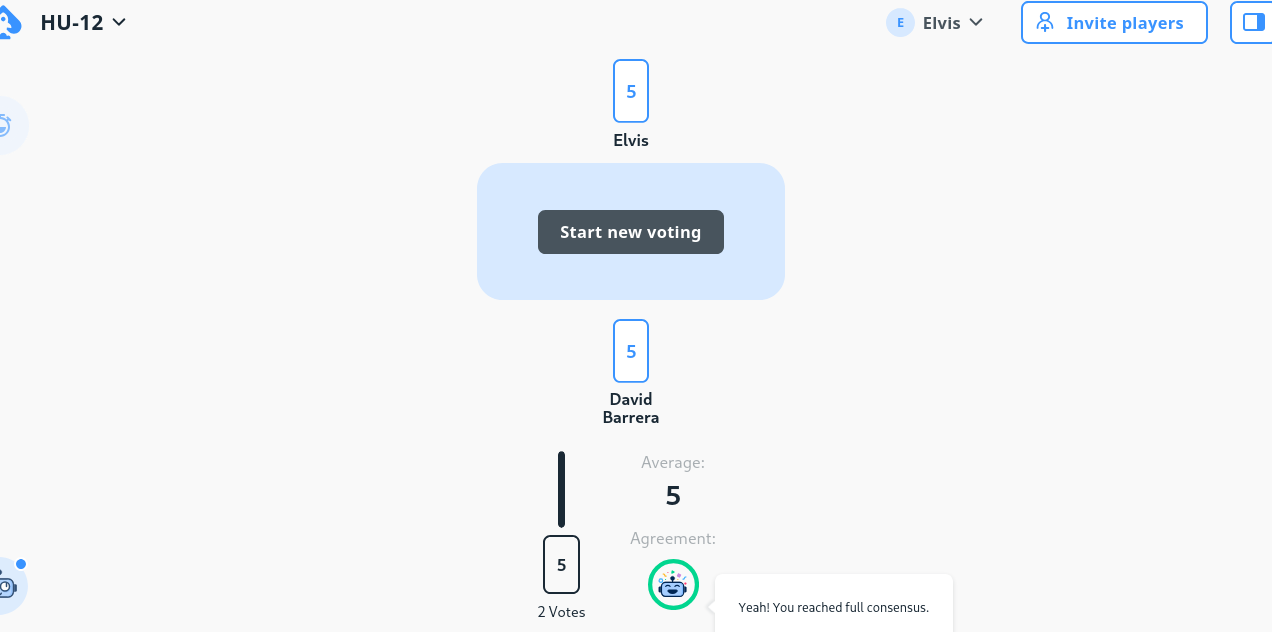 HU-12
E Elvis
Invite players
5
Elvis
Start new voting
5
David
Barrera
Average:
5
Agreement:
5
2 Votes
Yeah! You reached full consensus.